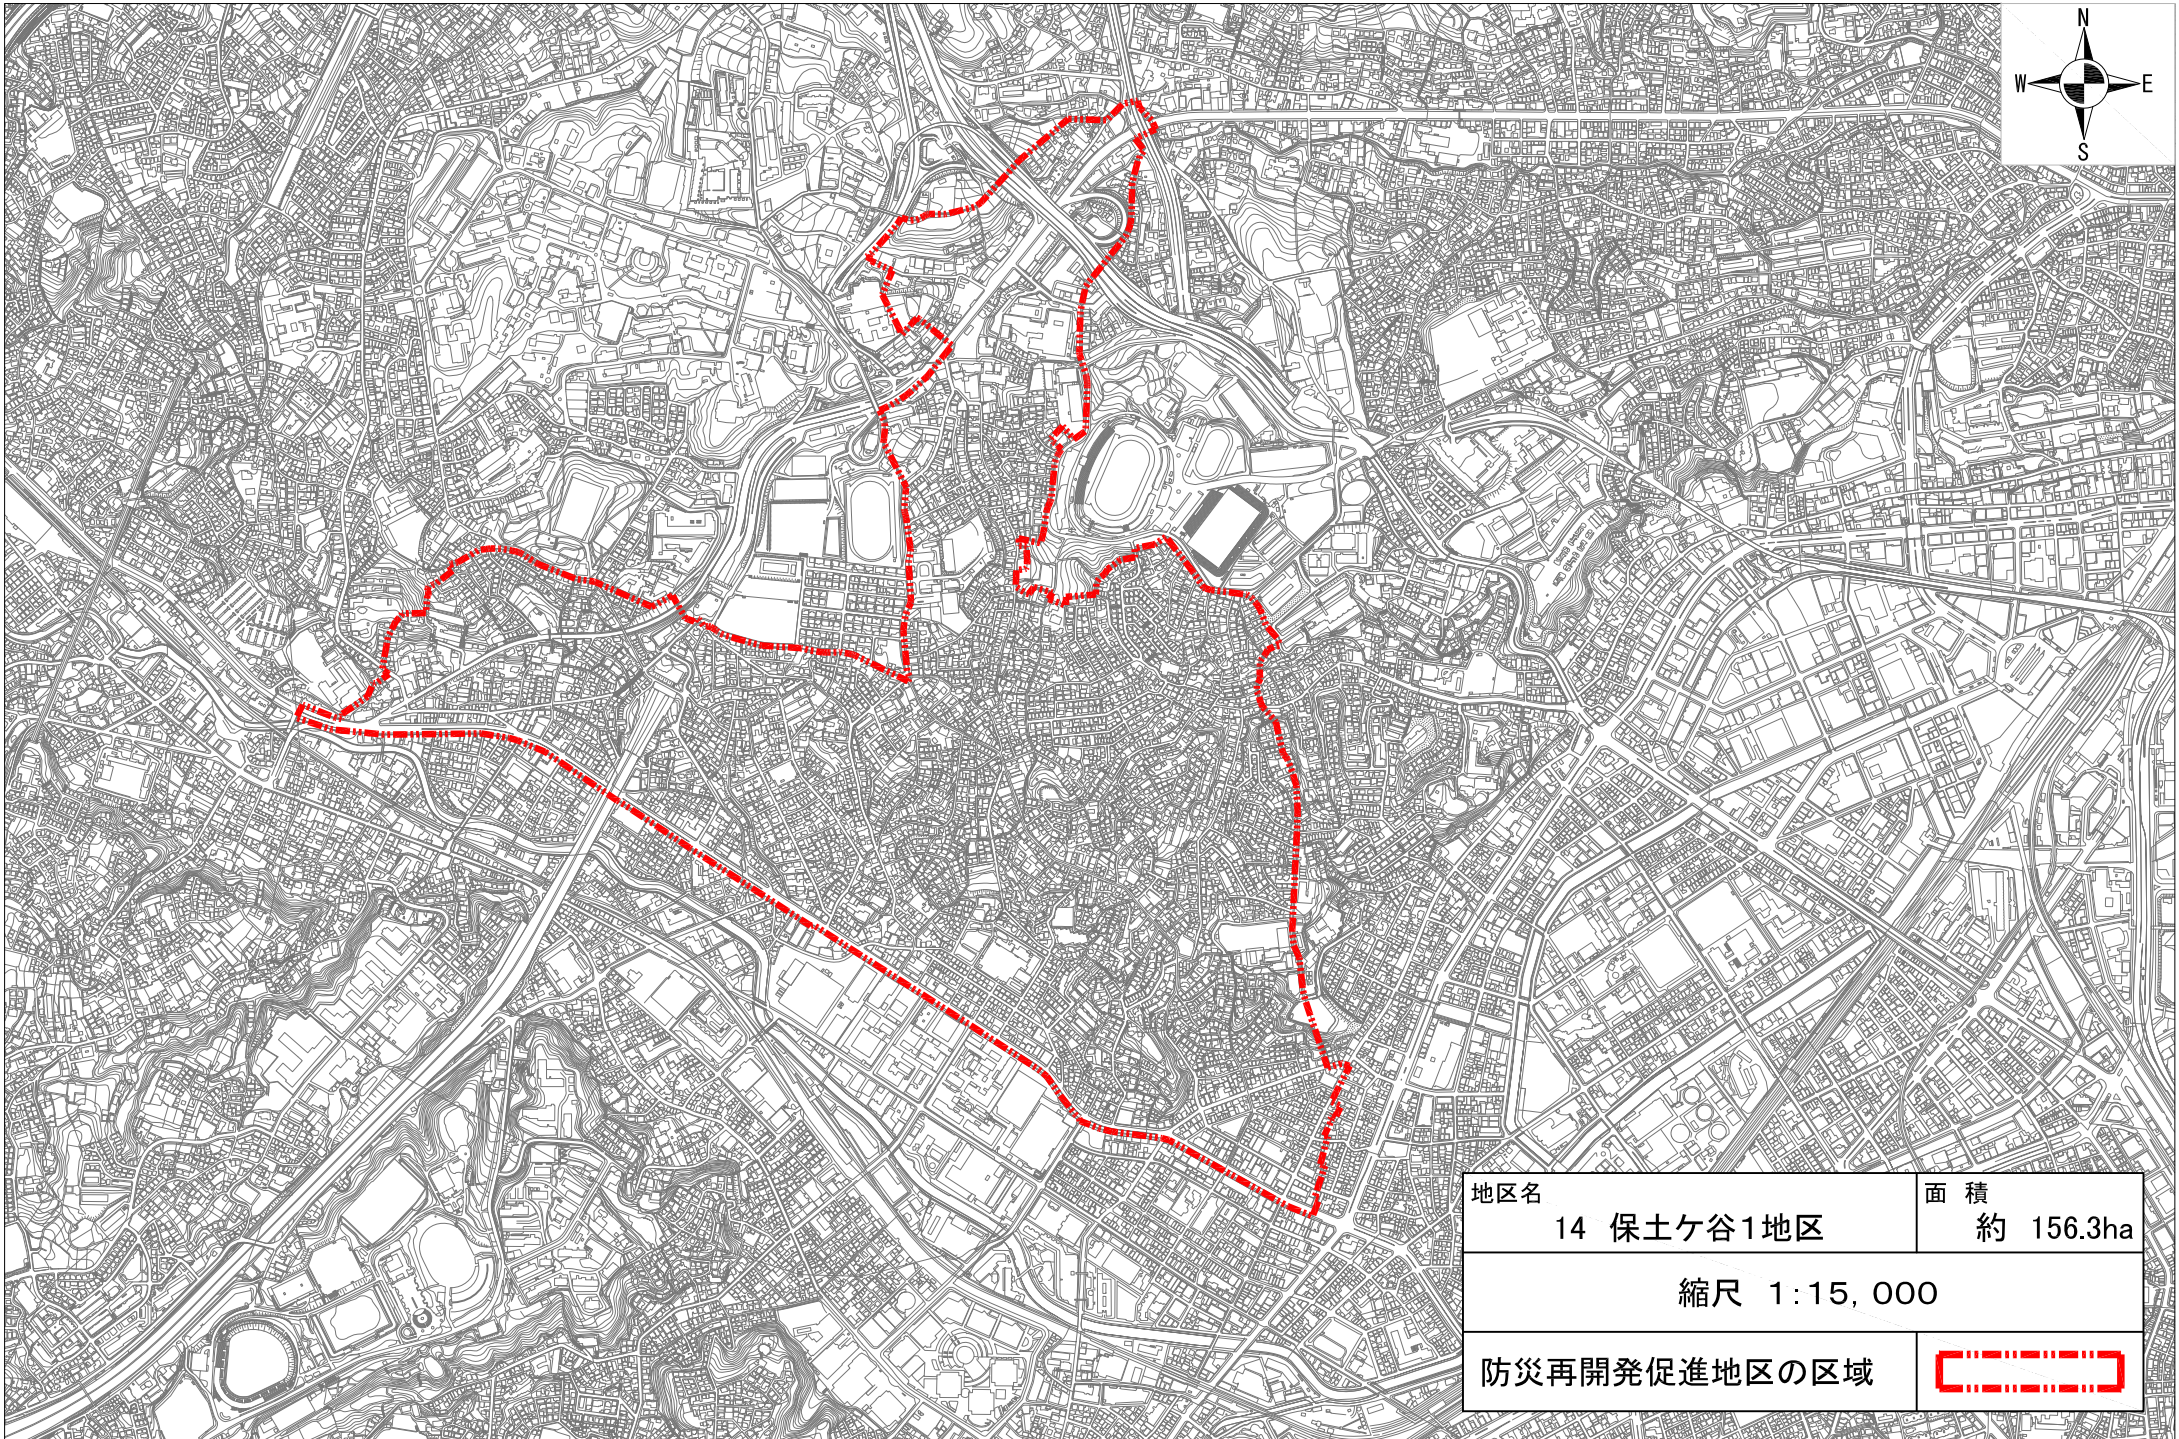 N
W E
S
地区名
14 保土ケ谷1地区
面 積
約 156.3ha
縮尺 1:15,000
防災再開発促進地区の区域